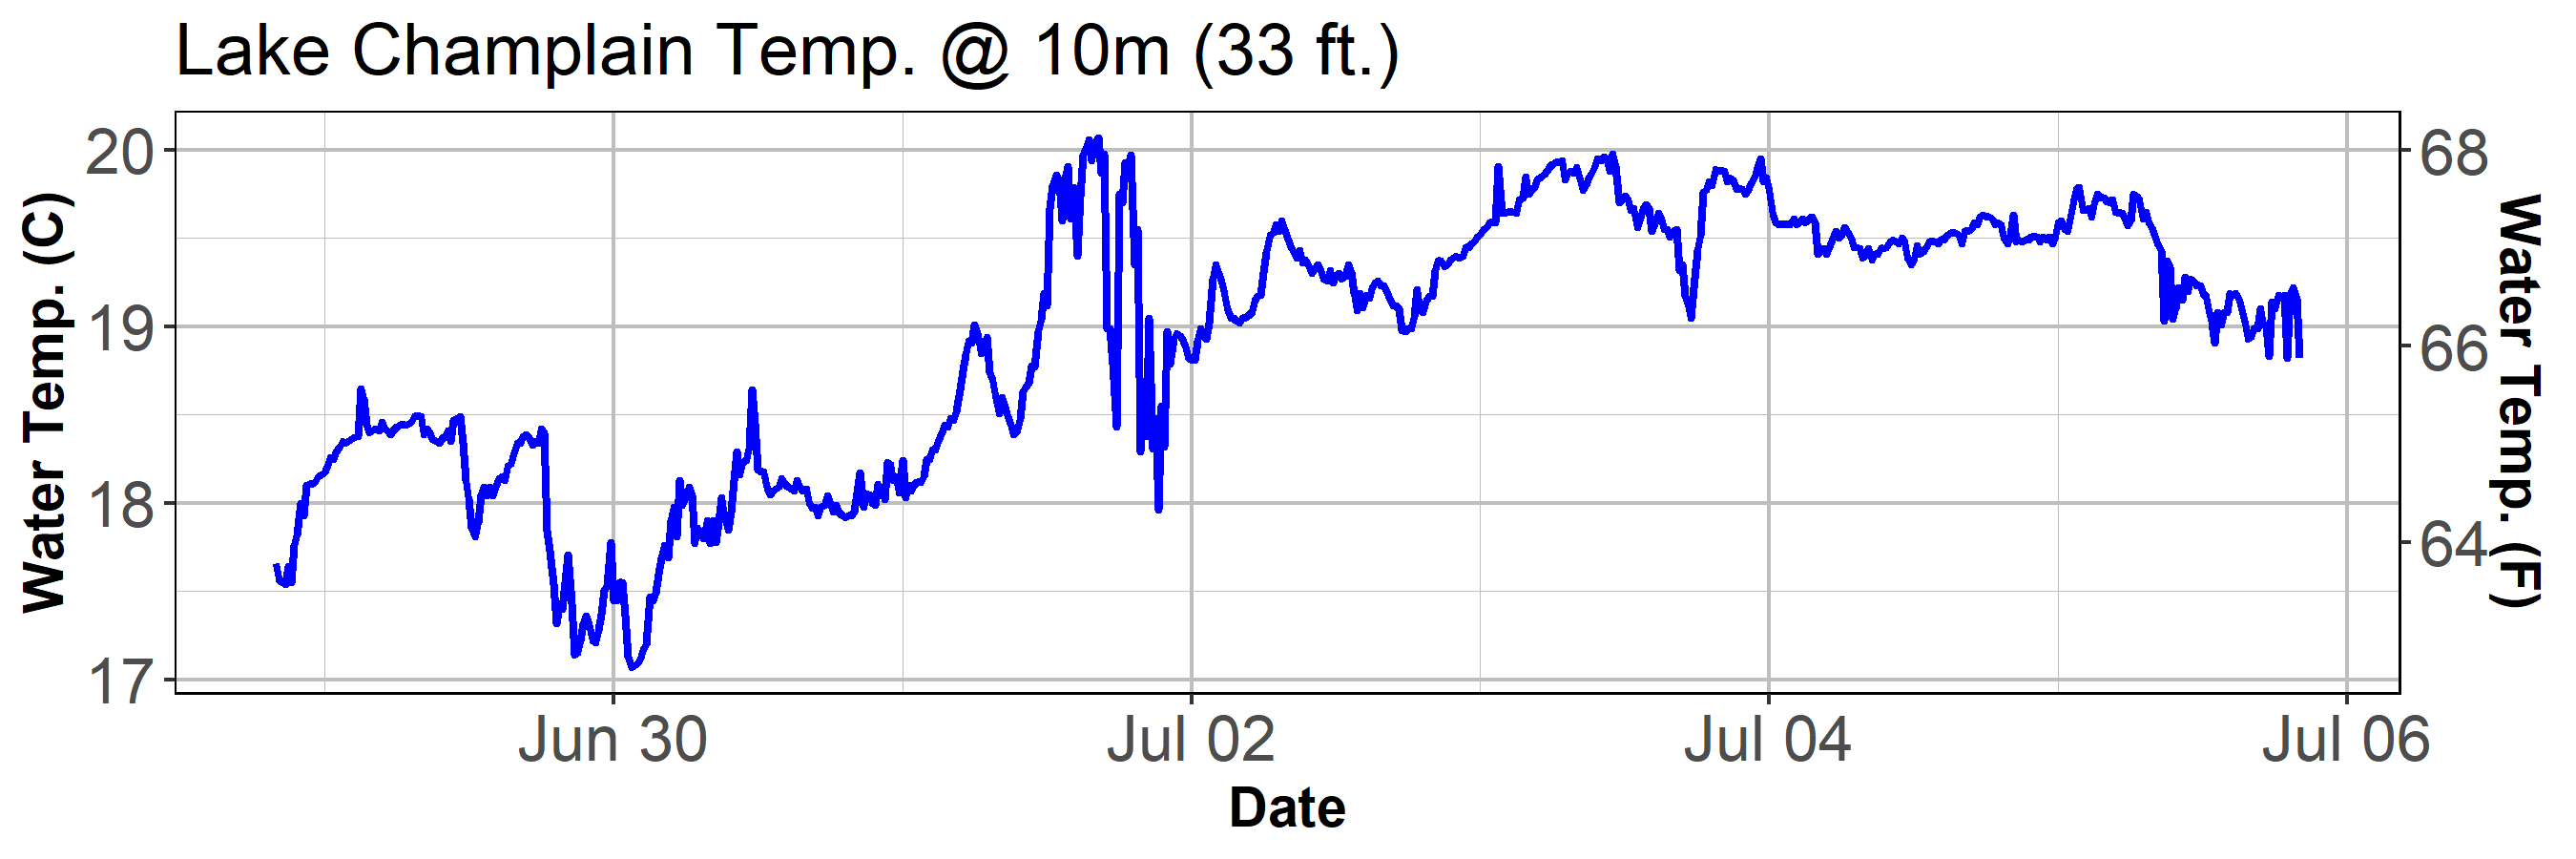 Lake Champlain Temp. @ 10m (33 ft.)
Water Temp. (C)
20
19
18
17
68
66
64
Water Temp. (F)
Jun 30
Jul 02
Jul 04
Jul 06
Date